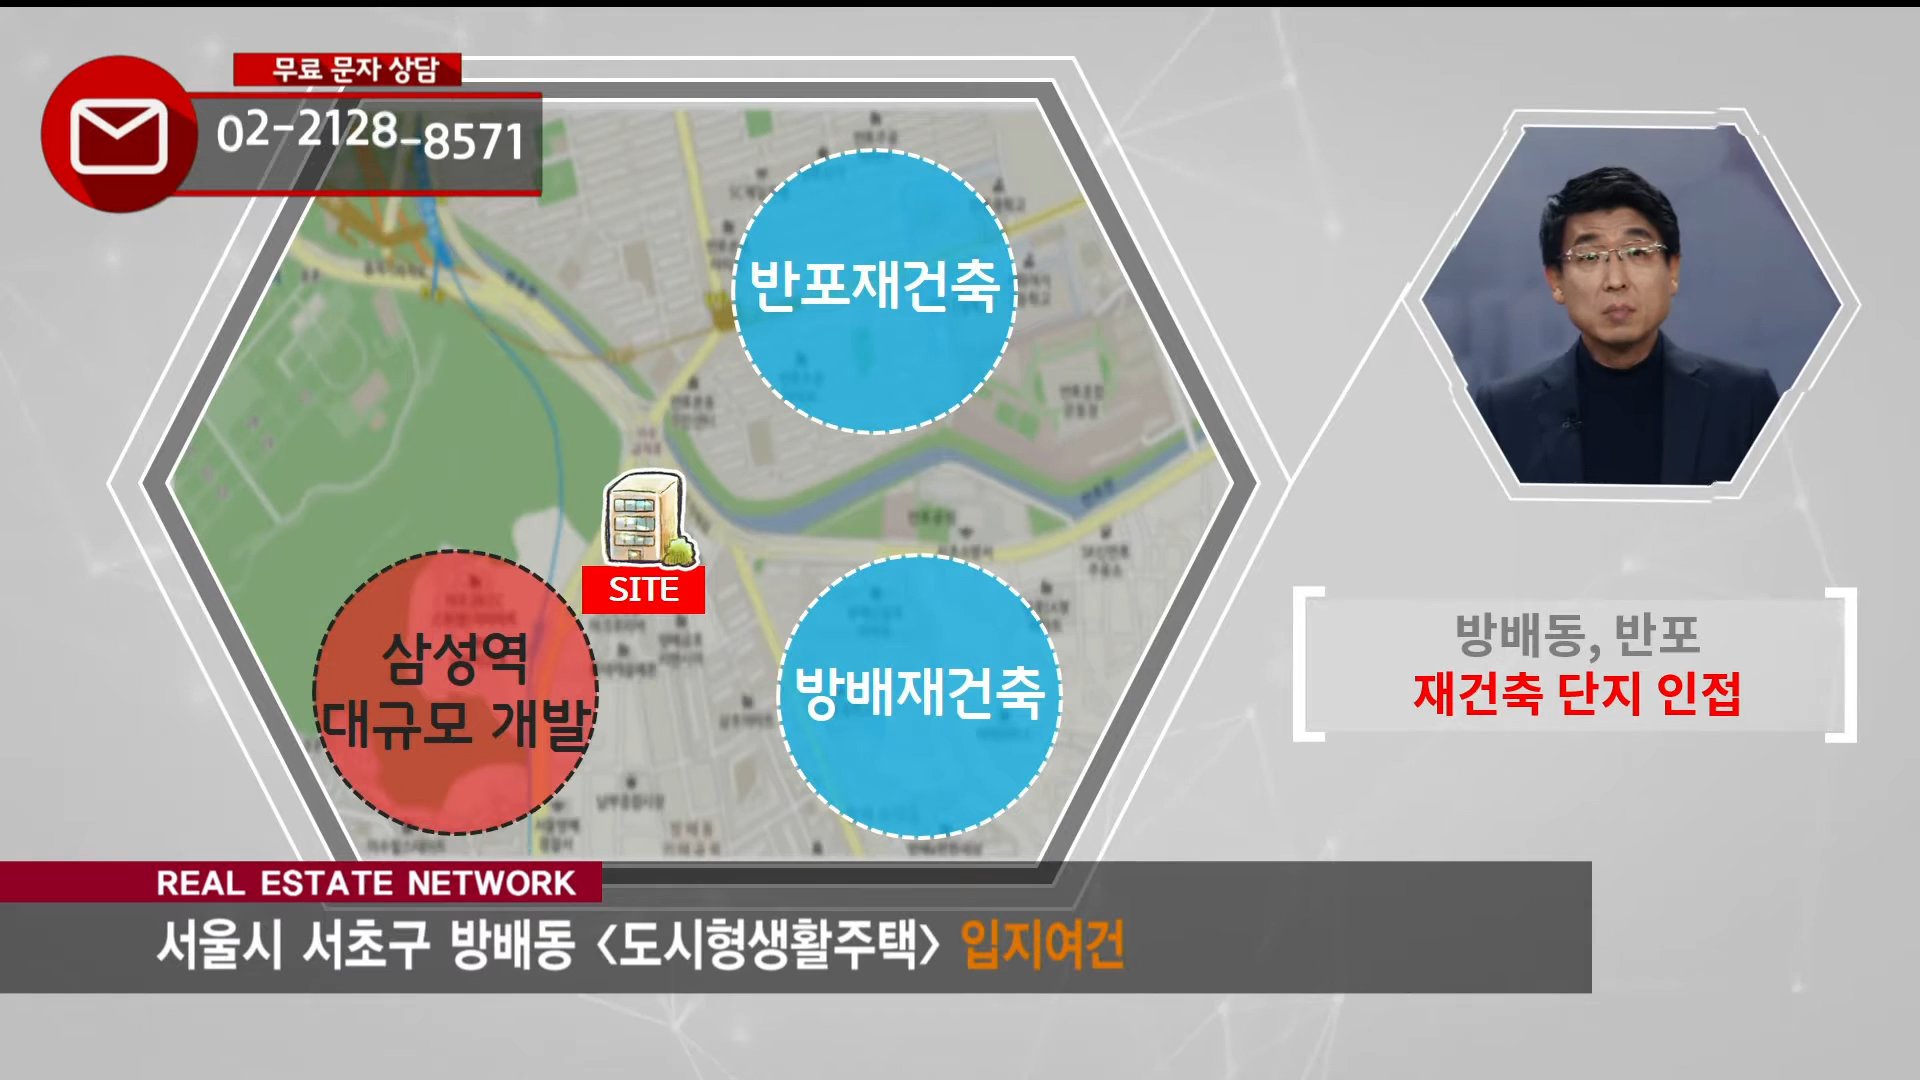 무료 문자 상담
02-2128-8571
반포재건축
SITE
삼성역
대규모 개발
방배재건축
방배동, 반포
재건축 단지 인접
REAL ESTATE NETWORK
서울시 서초구 방배동 <도시형생활주택> 입지여건